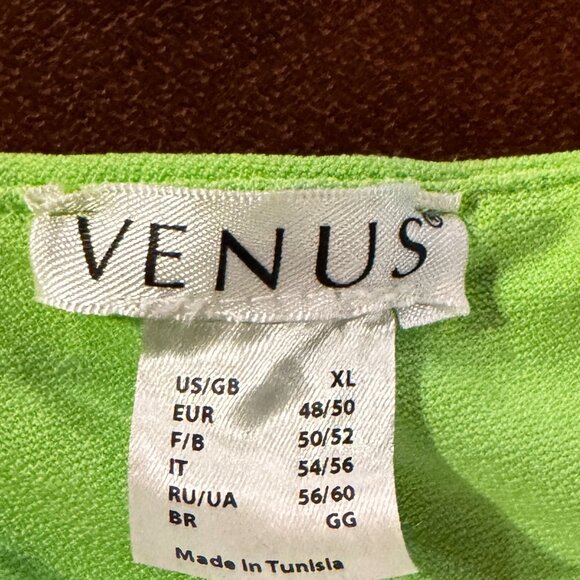 VENUS®
US/GB XL
EUR 48/50
F/B 50/52
IT 54/56
RU/UA 56/60
BR GG
Made in Tunisia